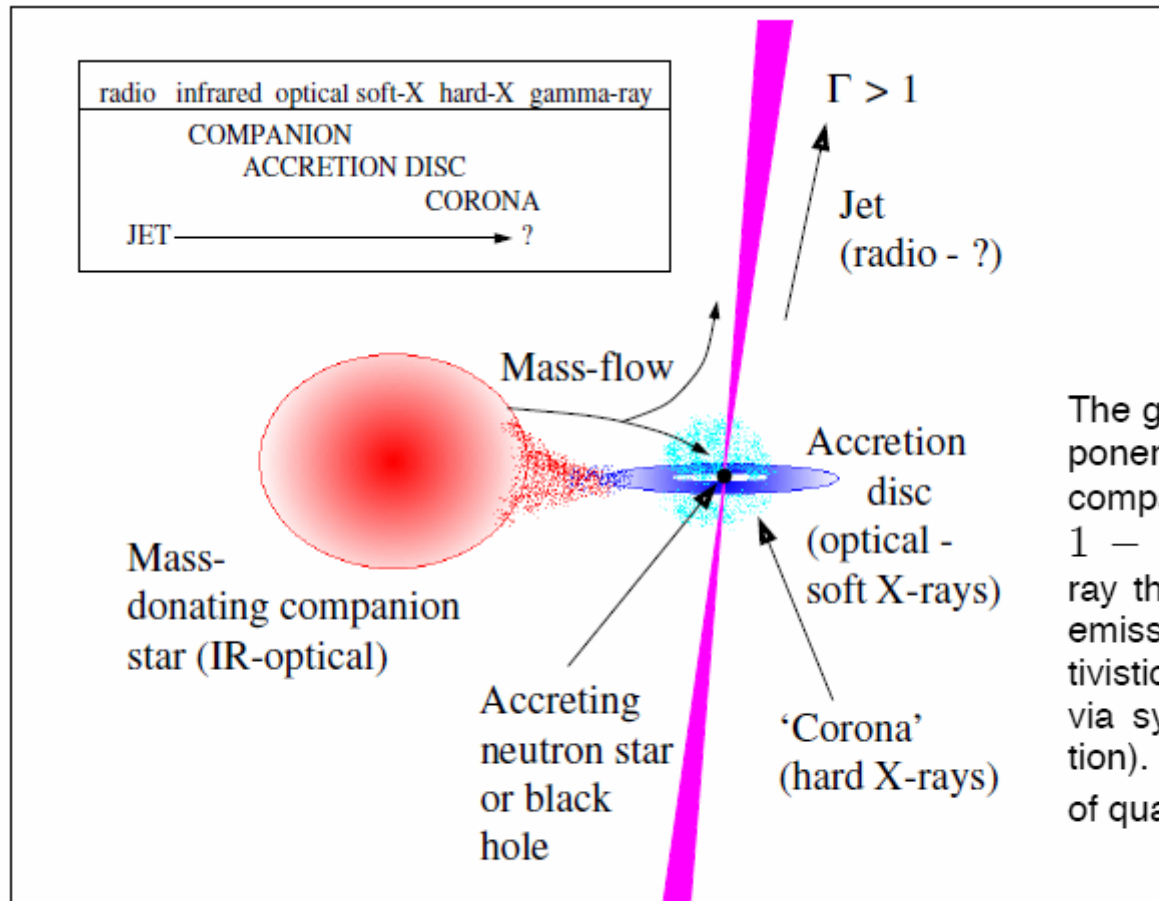 radio infrared optical soft-X hard-X gamma-ray
COMPANION
ACCRETION DISC
CORONA
JET ?
Γ > 1
Jet
(radio - ?)
Mass-flow
Accretion
disc
(optical -
soft X-rays)
Mass-
donating companion
star (IR-optical)
Accreting
neutron star
or black
hole
‘Corona’
(hard X-rays)
The g
ponen
compa
1 −
ray th
emiss
tivistic
via sy
tion).
of qua